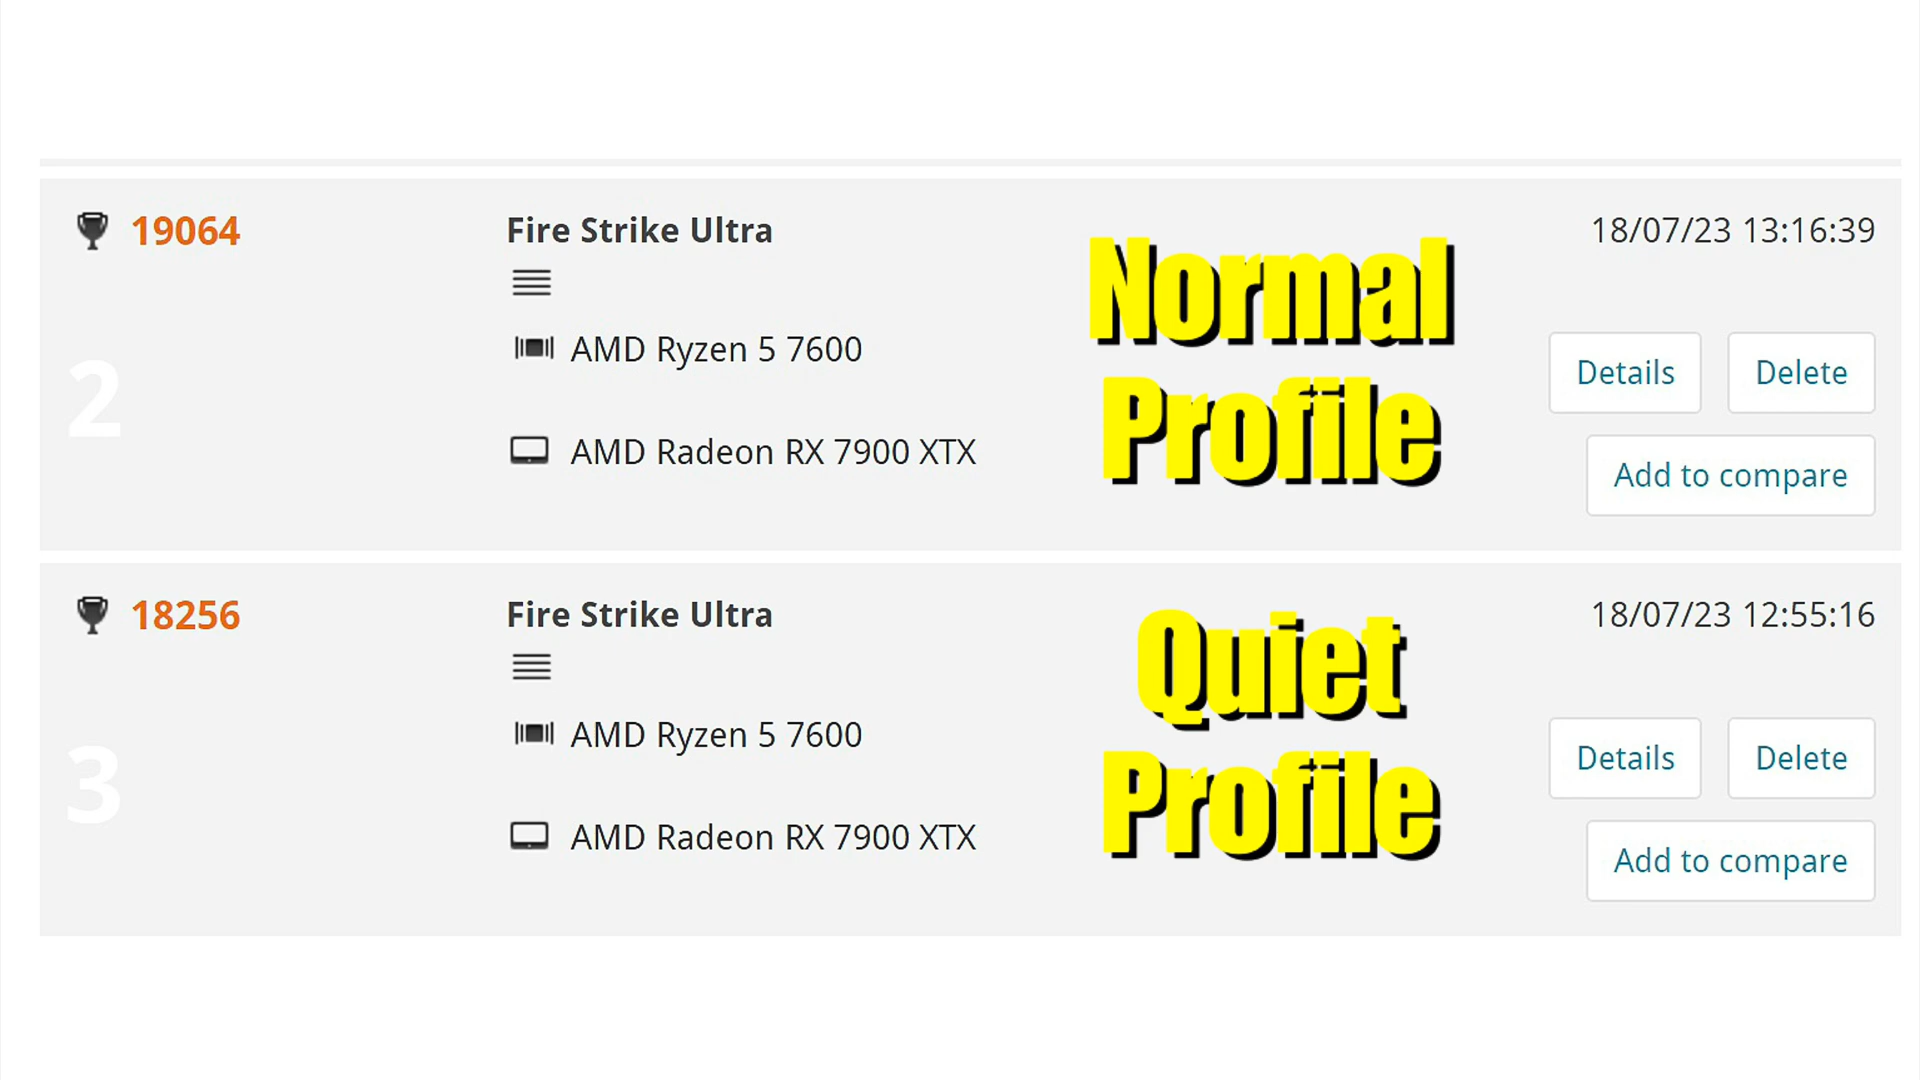 19064
Fire Strike Ultra
18/07/23 13:16:39
2
AMD Ryzen 5 7600
AMD Radeon RX 7900 XTX
Normal
Profile
Details
Delete
Add to compare
18256
Fire Strike Ultra
18/07/23 12:55:16
3
AMD Ryzen 5 7600
AMD Radeon RX 7900 XTX
Quiet
Profile
Details
Delete
Add to compare